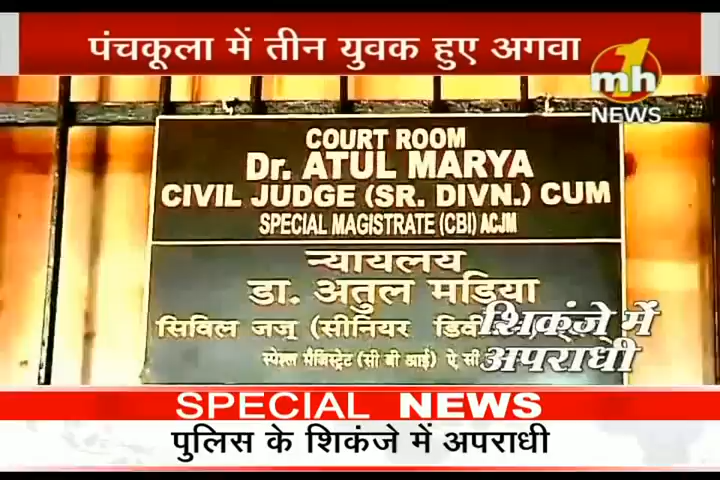 पंचकूला में तीन युवक हुए अगवा
1
mh
NEWS
COURT ROOM
Dr. ATUL MARYA
CIVIL JUDGE (SR. DIVN.) CUM
SPECIAL MAGISTRATE (CBI) ACJM
न्यायलय
डा. अतुल मडिया
सिविल जज् (सीनियर
स्पेश्ल मैजिस्ट्रेट (सी बी आई) ऐ सी
शिकंजे में
अपराधी
SPECIAL NEWS
पुलिस के शिकंजे में अपराधी